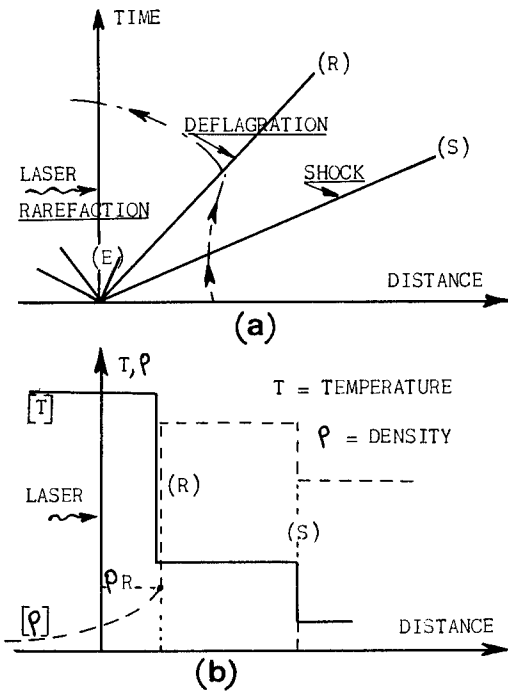 TIME
(R)
DEFLAGRATION
(S)
LASER
SHOCK
RAREFACTION
(E)
DISTANCE
(a)
T, ρ
[T]
T = TEMPERATURE
ρ = DENSITY
(R)
LASER
(S)
ρR
[ρ]
DISTANCE
(b)